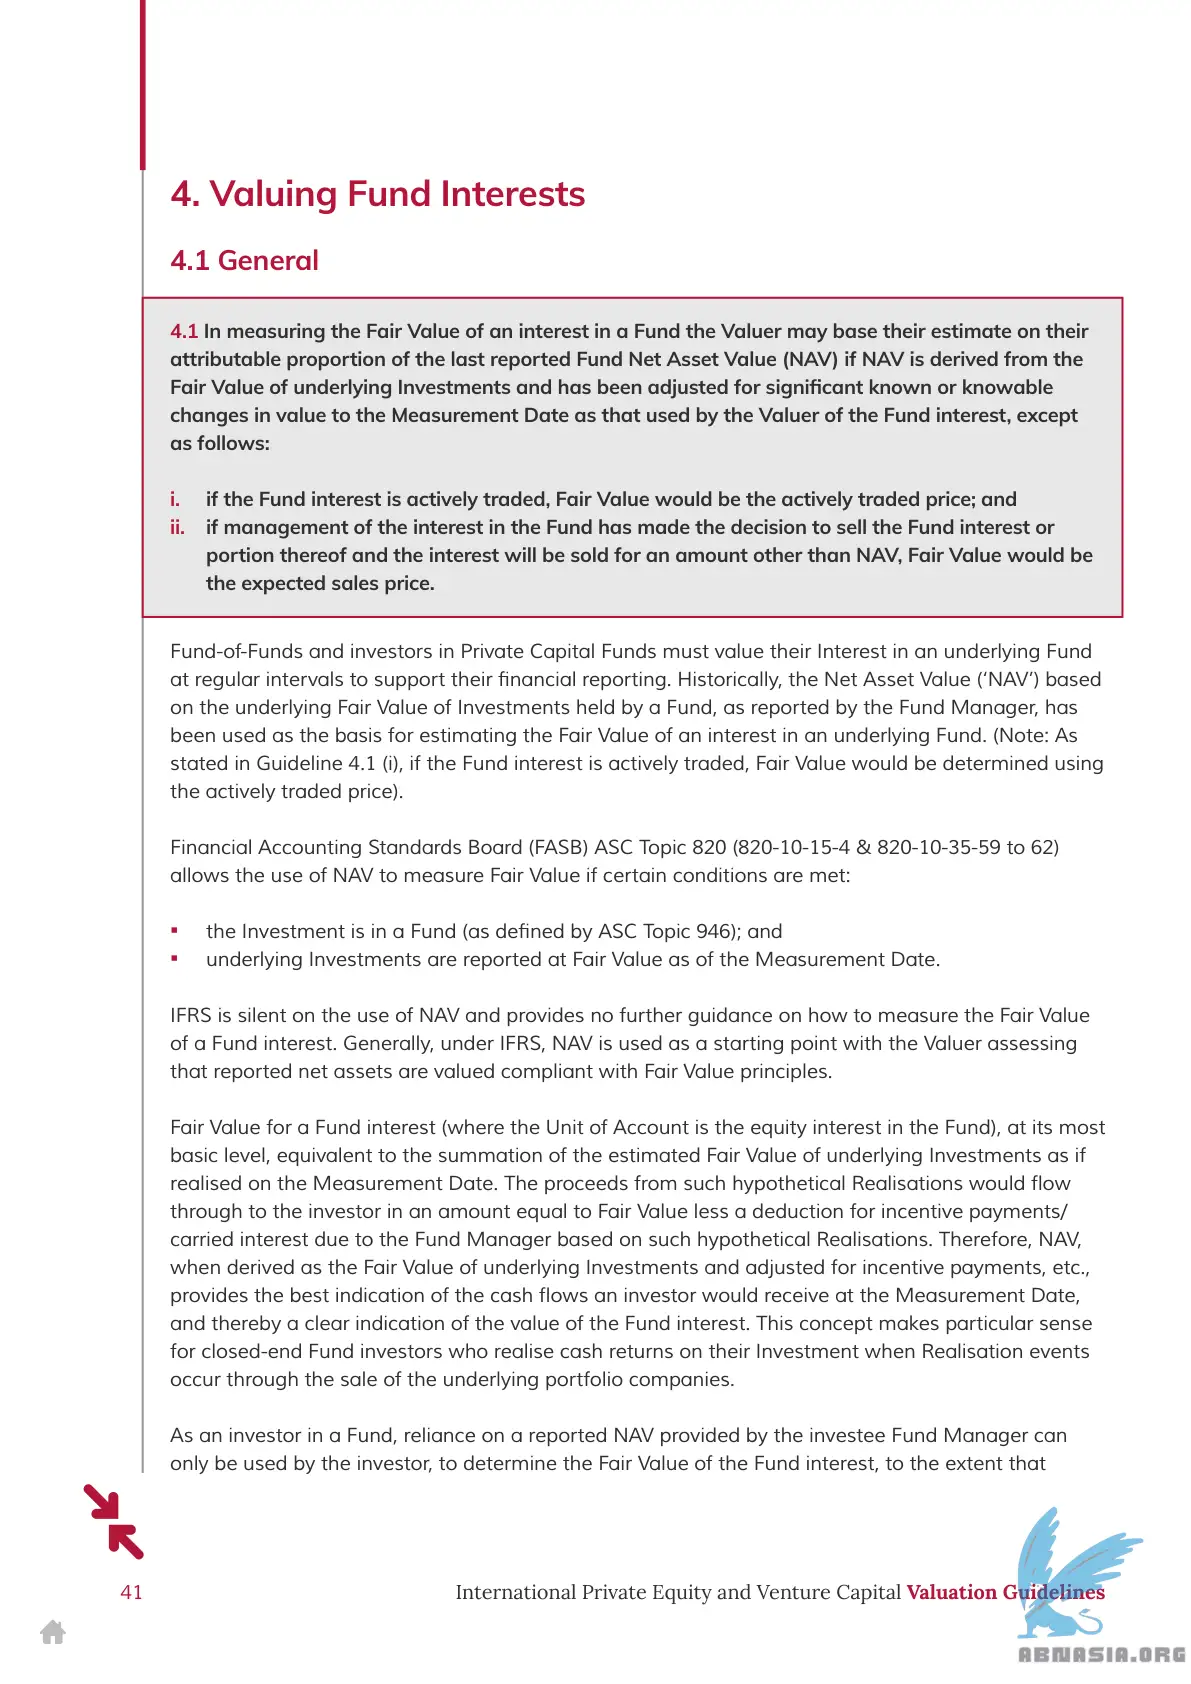 4. Valuing Fund Interests
4.1 General
4.1 In measuring the Fair Value of an interest in a Fund the Valuer may base their estimate on their
attributable proportion of the last reported Fund Net Asset Value (NAV) if NAV is derived from the
Fair Value of underlying Investments and has been adjusted for significant known or knowable
changes in value to the Measurement Date as that used by the Valuer of the Fund interest, except
as follows:
i. if the Fund interest is actively traded, Fair Value would be the actively traded price; and
ii. if management of the interest in the Fund has made the decision to sell the Fund interest or
portion thereof and the interest will be sold for an amount other than NAV, Fair Value would be
the expected sales price.
Fund-of-Funds and investors in Private Capital Funds must value their Interest in an underlying Fund
at regular intervals to support their financial reporting. Historically, the Net Asset Value (‘NAV’) based
on the underlying Fair Value of Investments held by a Fund, as reported by the Fund Manager, has
been used as the basis for estimating the Fair Value of an interest in an underlying Fund. (Note: As
stated in Guideline 4.1 (i), if the Fund interest is actively traded, Fair Value would be determined using
the actively traded price).
Financial Accounting Standards Board (FASB) ASC Topic 820 (820-10-15-4 & 820-10-35-59 to 62)
allows the use of NAV to measure Fair Value if certain conditions are met:
▪ the Investment is in a Fund (as defined by ASC Topic 946); and
▪ underlying Investments are reported at Fair Value as of the Measurement Date.
IFRS is silent on the use of NAV and provides no further guidance on how to measure the Fair Value
of a Fund interest. Generally, under IFRS, NAV is used as a starting point with the Valuer assessing
that reported net assets are valued compliant with Fair Value principles.
Fair Value for a Fund interest (where the Unit of Account is the equity interest in the Fund), at its most
basic level, equivalent to the summation of the estimated Fair Value of underlying Investments as if
realised on the Measurement Date. The proceeds from such hypothetical Realisations would flow
through to the investor in an amount equal to Fair Value less a deduction for incentive payments/
carried interest due to the Fund Manager based on such hypothetical Realisations. Therefore, NAV,
when derived as the Fair Value of underlying Investments and adjusted for incentive payments, etc.,
provides the best indication of the cash flows an investor would receive at the Measurement Date,
and thereby a clear indication of the value of the Fund interest. This concept makes particular sense
for closed-end Fund investors who realise cash returns on their Investment when Realisation events
occur through the sale of the underlying portfolio companies.
As an investor in a Fund, reliance on a reported NAV provided by the investee Fund Manager can
only be used by the investor, to determine the Fair Value of the Fund interest, to the extent that
41
International Private Equity and Venture Capital Valuation Guidelines
ABNASIA.ORG